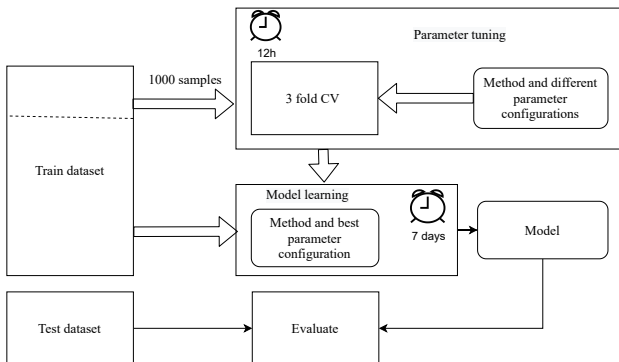 Parameter tuning
12h
1000 samples
3 fold CV
Method and different
parameter
configurations
Train dataset
Model learning
Method and best
parameter
configuration
7 days
Model
Test dataset
Evaluate